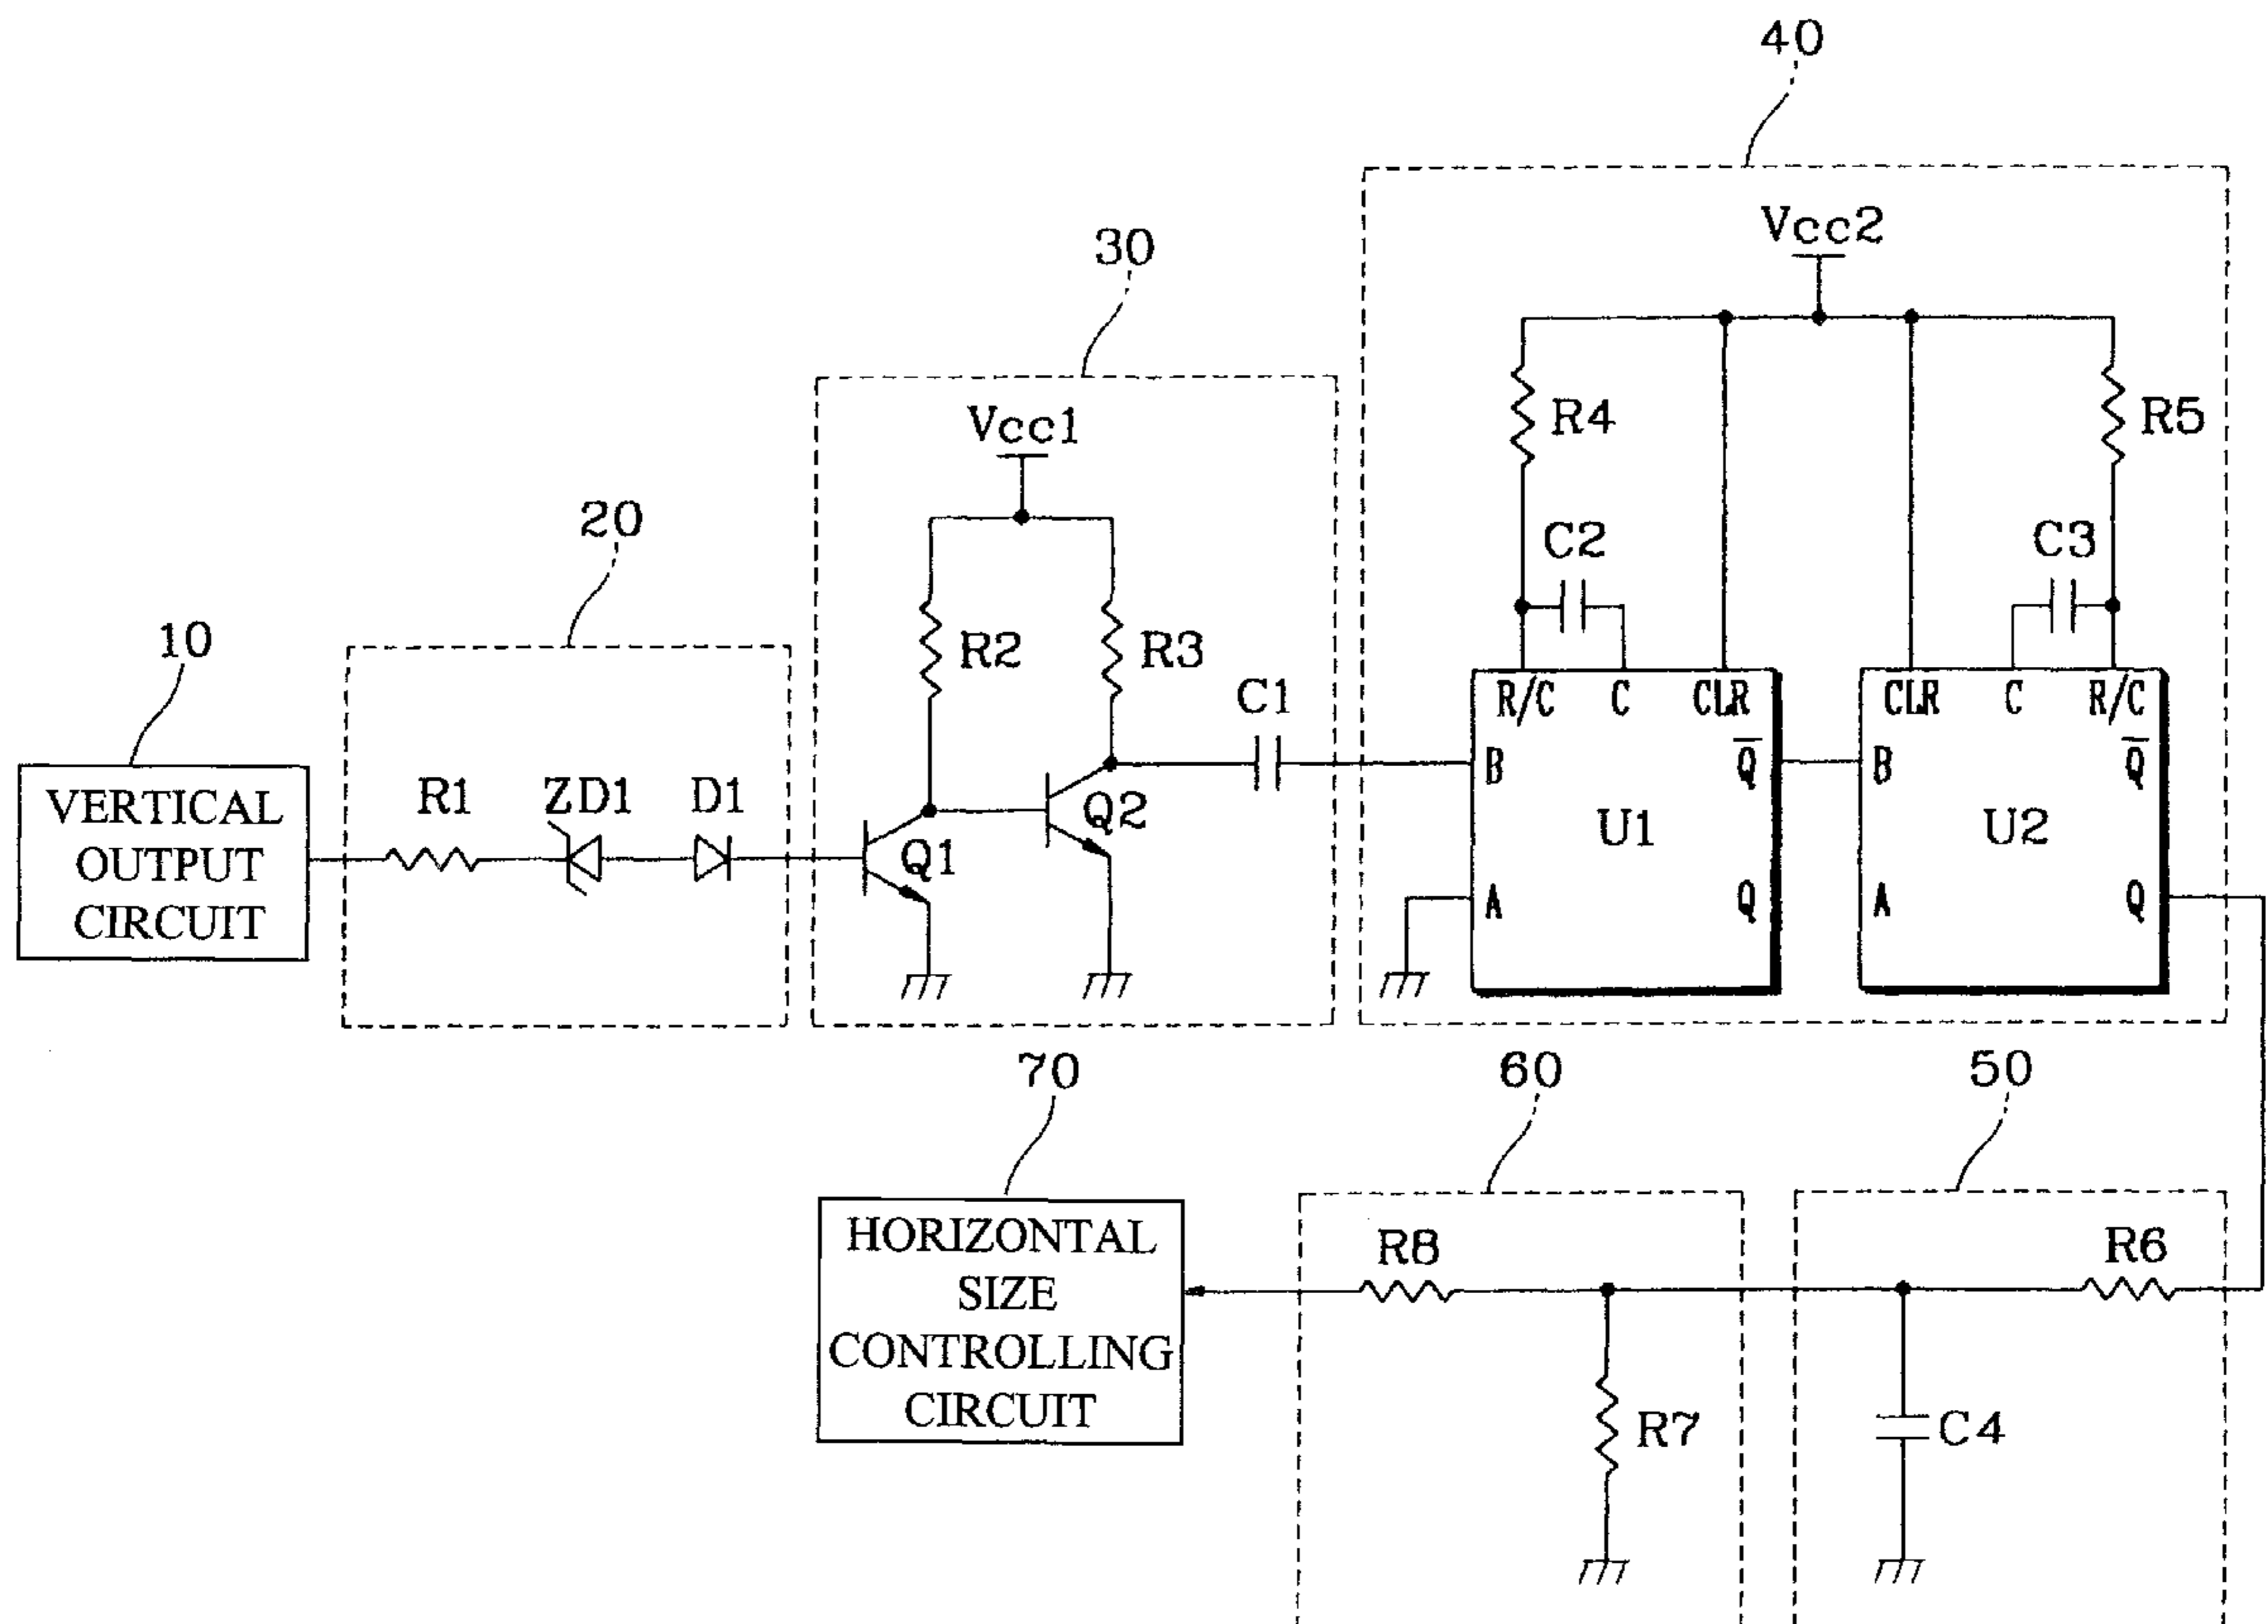 40
Vcc2
30
R4
R5
Vcc1
20
C2
C3
10
R2
R3
C1
R/C C CLR
CLR C R/C
B
Q̅
B
Q̅
R1
ZD1
D1
Q1
Q2
U1
U2
VERTICAL
OUTPUT
CIRCUIT
A
Q
A
Q
70
60
50
HORIZONTAL
SIZE
CONTROLLING
CIRCUIT
R8
R6
R7
C4